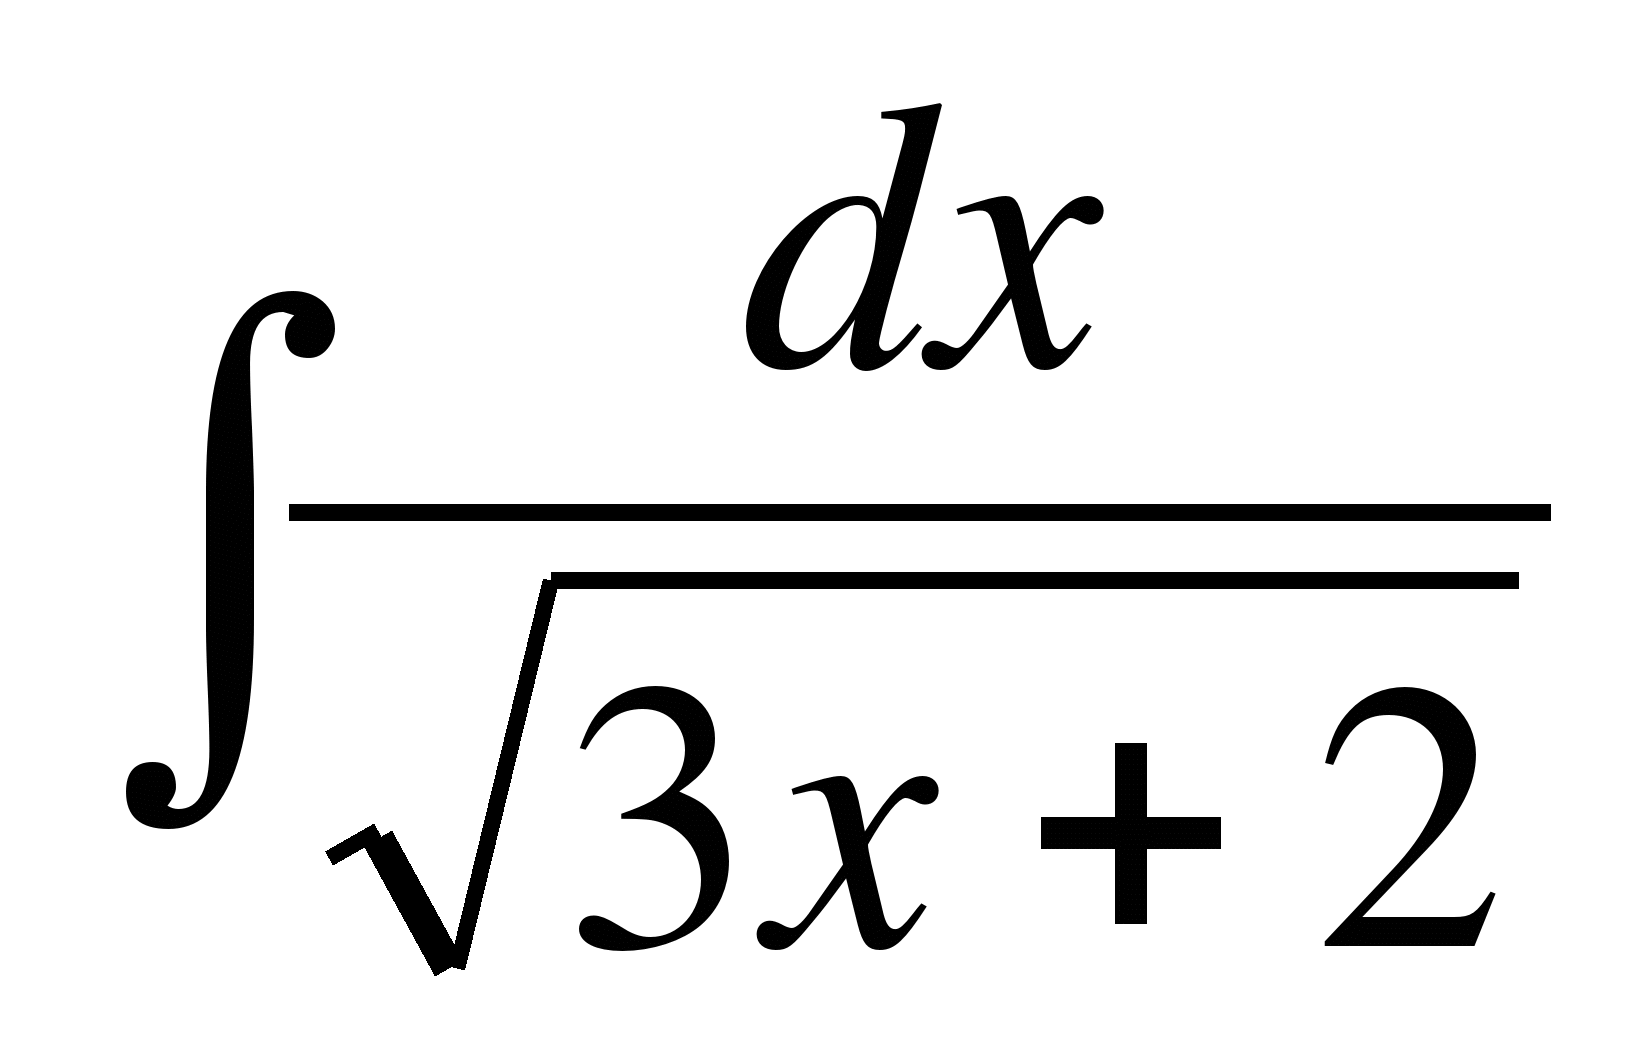 ∫ dx / √(3x + 2)